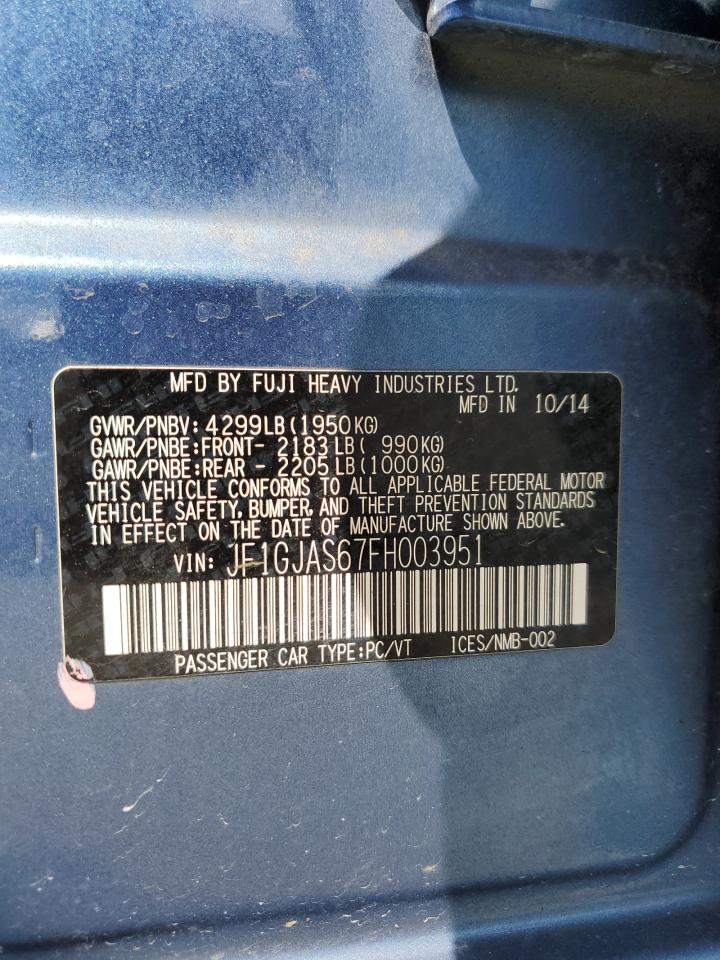 MFD BY FUJI HEAVY INDUSTRIES LTD.
MFD IN 10/14
GVWR/PNBV: 4299LB(1950KG)
GAWR/PNBE:FRONT- 2183LB( 990KG)
GAWR/PNBE:REAR - 2205LB(1000KG)
THIS VEHICLE CONFORMS TO ALL APPLICABLE FEDERAL MOTOR
VEHICLE SAFETY, BUMPER, AND THEFT PREVENTION STANDARDS
IN EFFECT ON THE DATE OF MANUFACTURE SHOWN ABOVE.
VIN: JF1GJAS67FH003951
PASSENGER CAR TYPE:PC/VT ICES/NMB-002